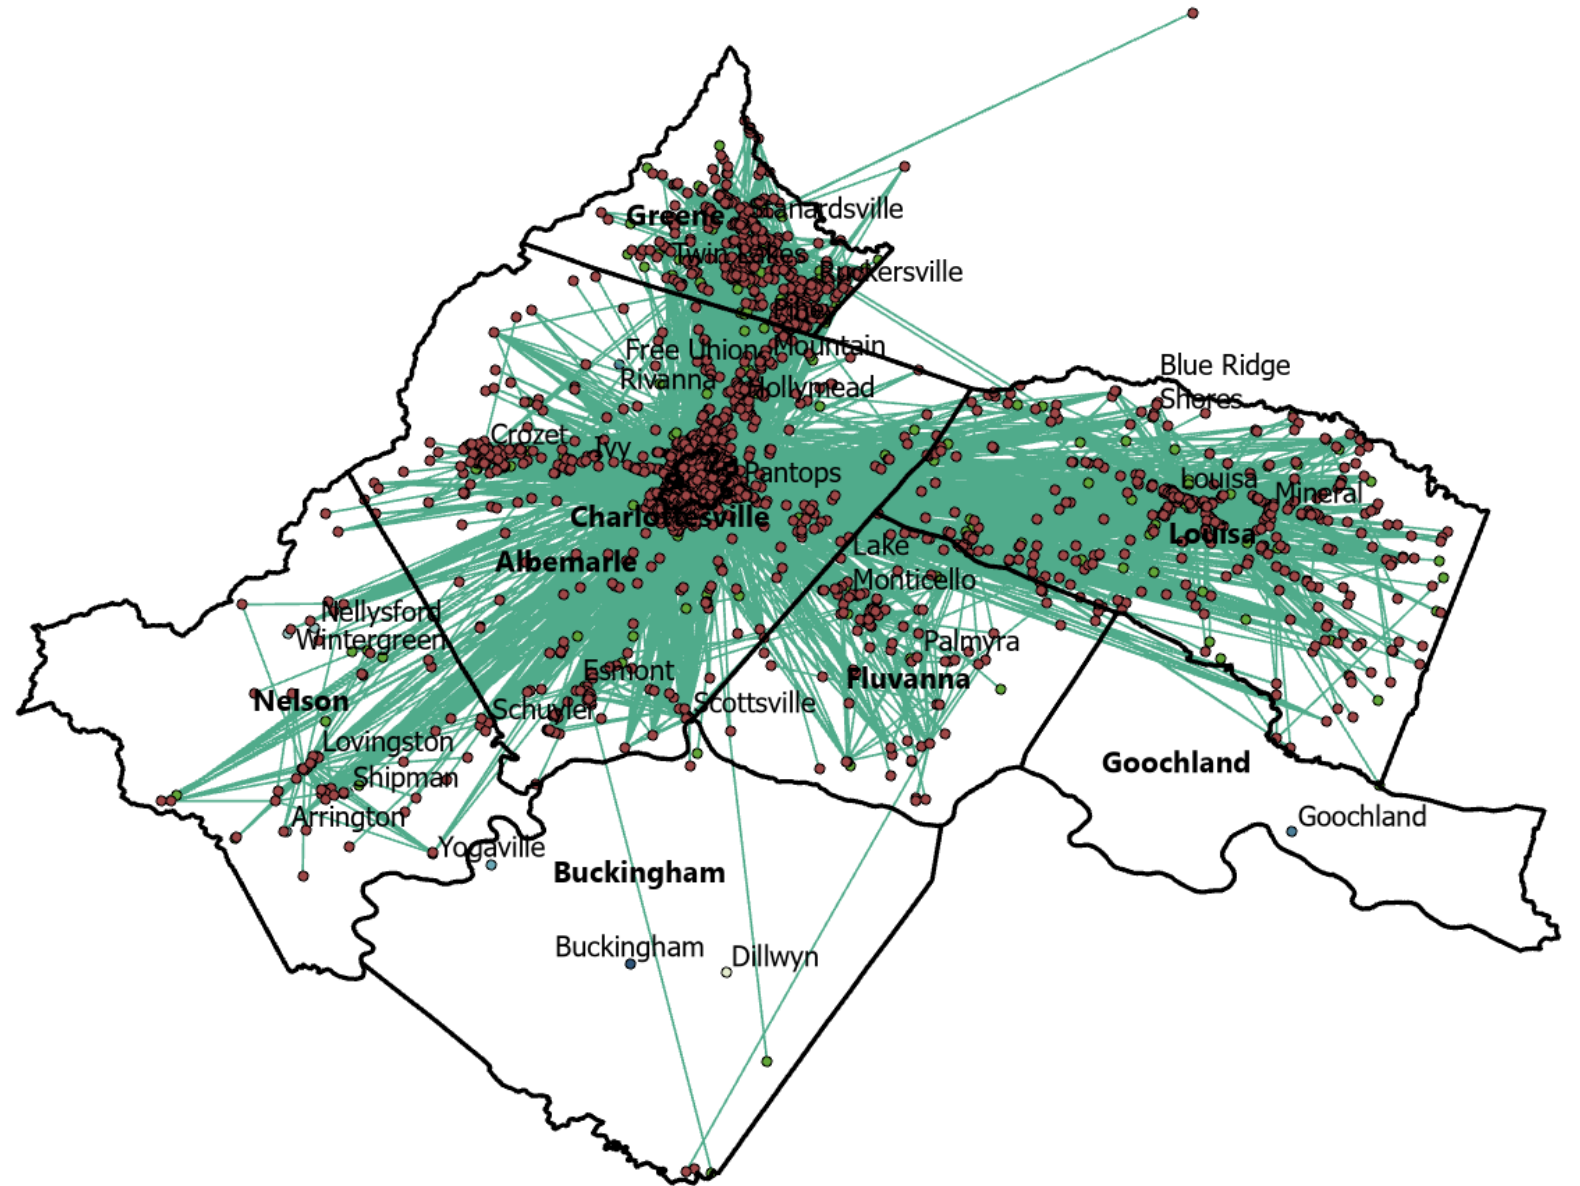 Stanardsville
Greene
Twin Lakes
Ruckersville
Piney
Mountain
Free Union
Rivanna
Hollymead
Blue Ridge
Shores
Crozet
Ivy
Pantops
Louisa
Mineral
Charlottesville
Louisa
Albemarle
Lake
Monticello
Nellysford
Wintergreen
Palmyra
Esmont
Fluvanna
Nelson
Schuyler
Scottsville
Lovingston
Shipman
Goochland
Arrington
Goochland
Yogaville
Buckingham
Buckingham
Dillwyn